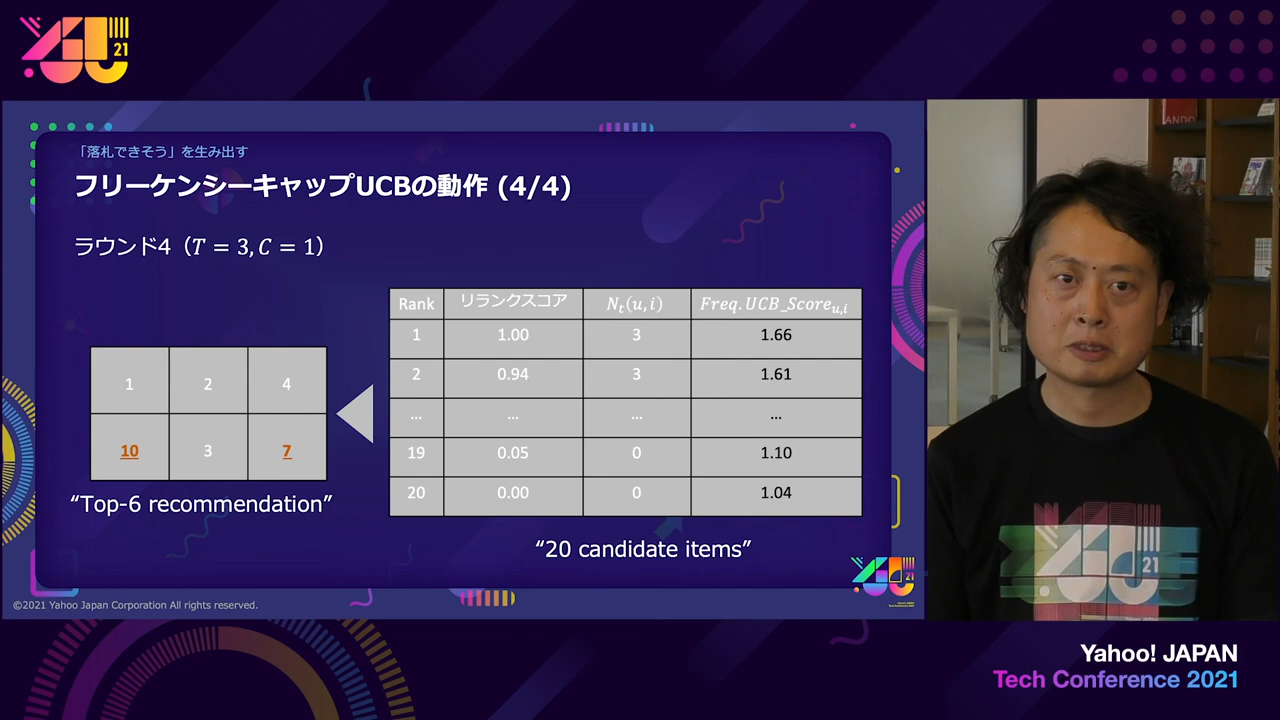 21
「落札できそう」を生み出す
フリーケンシーキャップUCBの動作 (4/4)
ラウンド4（T = 3, C = 1）
Rank リランクスコア Nt(u, i) Freq. UCB_Scoreu,i
1 1.00 3 1.66
2 0.94 3 1.61
... ... ... ...
19 0.05 0 1.10
20 0.00 0 1.04
1 2 4
10 3 7
“Top-6 recommendation”
“20 candidate items”
21
©2021 Yahoo Japan Corporation All rights reserved.
ANDO
21
Yahoo! JAPAN
Tech Conference 2021